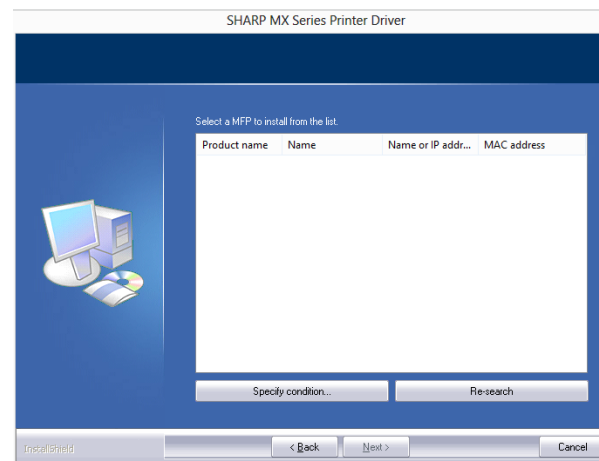 SHARP MX Series Printer Driver
Select a MFP to install from the list.
Product name Name Name or IP addr... MAC address
Specify condition... Re-search
InstallShield < Back Next > Cancel